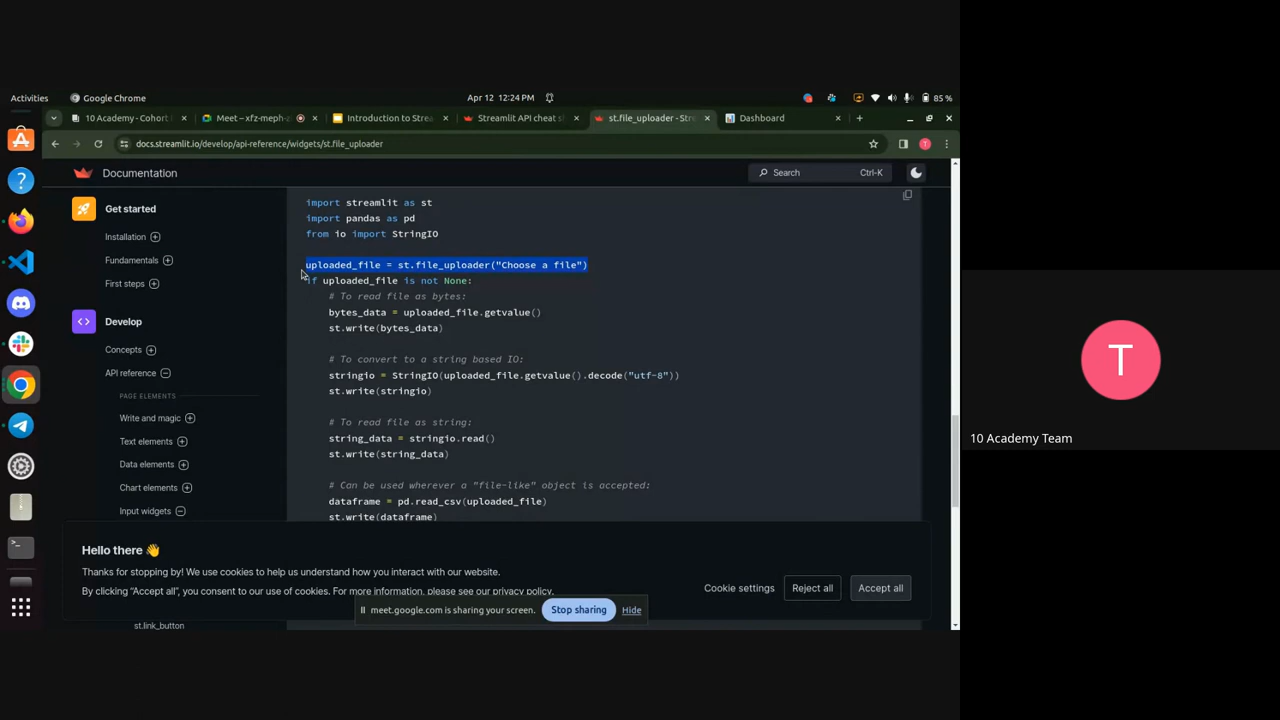 Activities
Google Chrome
Apr 12 12:24 PM
85 %
10 Academy - Cohort
Meet – xfz-meph-
Introduction to Strea
Streamlit API cheat s
st.file_uploader - Stre
Dashboard
docs.streamlit.io/develop/api-reference/widgets/st.file_uploader
T
Documentation
Search
Ctrl-K
Get started
Installation
Fundamentals
First steps
Develop
Concepts
API reference
PAGE ELEMENTS
Write and magic
Text elements
Data elements
Chart elements
Input widgets
import streamlit as st
import pandas as pd
from io import StringIO
uploaded_file = st.file_uploader("Choose a file")
if uploaded_file is not None:
# To read file as bytes:
bytes_data = uploaded_file.getvalue()
st.write(bytes_data)
# To convert to a string based IO:
stringio = StringIO(uploaded_file.getvalue().decode("utf-8"))
st.write(stringio)
# To read file as string:
string_data = stringio.read()
st.write(string_data)
# Can be used wherever a "file-like" object is accepted:
dataframe = pd.read_csv(uploaded_file)
st.write(dataframe)
Hello there 👋
Thanks for stopping by! We use cookies to help us understand how you interact with our website.
By clicking "Accept all", you consent to our use of cookies. For more information, please see our privacy policy.
Cookie settings
Reject all
Accept all
meet.google.com is sharing your screen.
Stop sharing
Hide
st.link_button
T
10 Academy Team